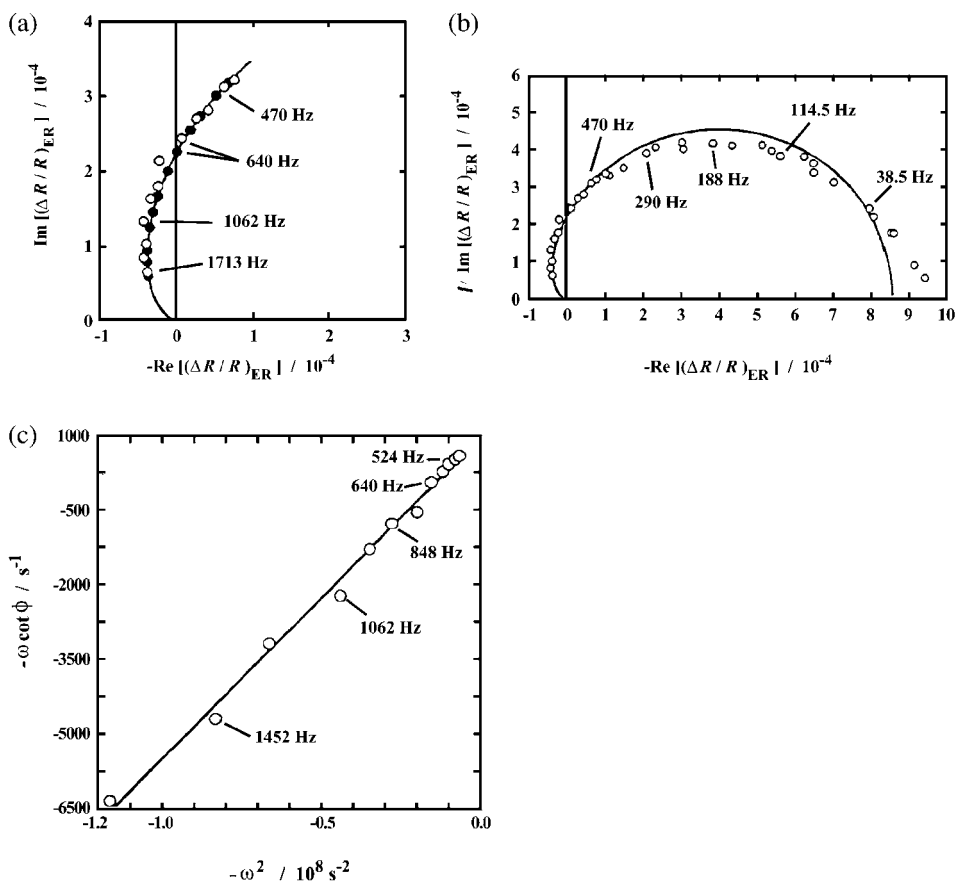 (a)
4
3
2
1
0
-1
0
1
2
3
Im [(ΔR/R)ER] / 10-4
470 Hz
640 Hz
1062 Hz
1713 Hz
-Re [(ΔR/R)ER] / 10-4
(b)
6
5
4
3
2
1
0
-1 0 1 2 3 4 5 6 7 8 9 10
Im [(ΔR/R)ER] / 10-4
470 Hz
114.5 Hz
290 Hz
188 Hz
38.5 Hz
-Re [(ΔR/R)ER] / 10-4
(c)
1000
-500
-2000
-3500
-5000
-6500
-1.2 -1.0 -0.5 0.0
-ω cot ϕ / s-1
524 Hz
640 Hz
848 Hz
1062 Hz
1452 Hz
-ω2 / 108 s-2